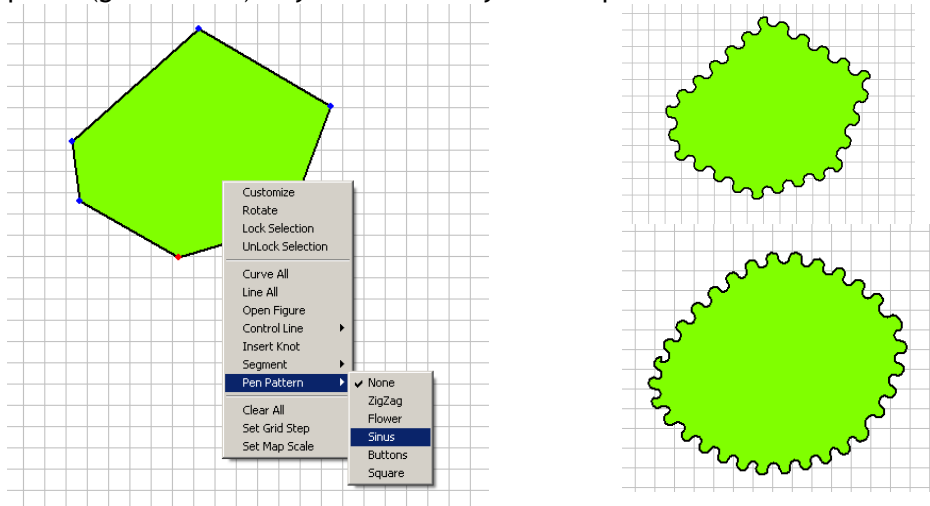 Customize
Rotate
Lock Selection
UnLock Selection
Curve All
Line All
Open Figure
Control Line
Insert Knot
Segment
Pen Pattern
Clear All
Set Grid Step
Set Map Scale
None
ZigZag
Flower
Sinus
Buttons
Square